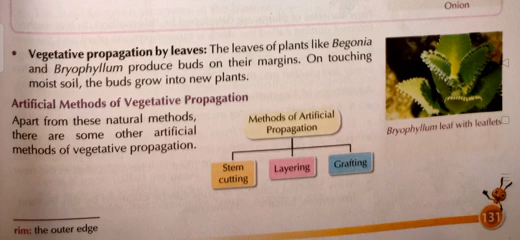 Onion
• Vegetative propagation by leaves: The leaves of plants like Begonia
and Bryophyllum produce buds on their margins. On touching
moist soil, the buds grow into new plants.
Bryophyllum leaf with leaflets
Artificial Methods of Vegetative Propagation
Apart from these natural methods,
there are some other artificial
methods of vegetative propagation.
Methods of Artificial
Propagation
Stem
cutting
Layering
Grafting
rim: the outer edge
131